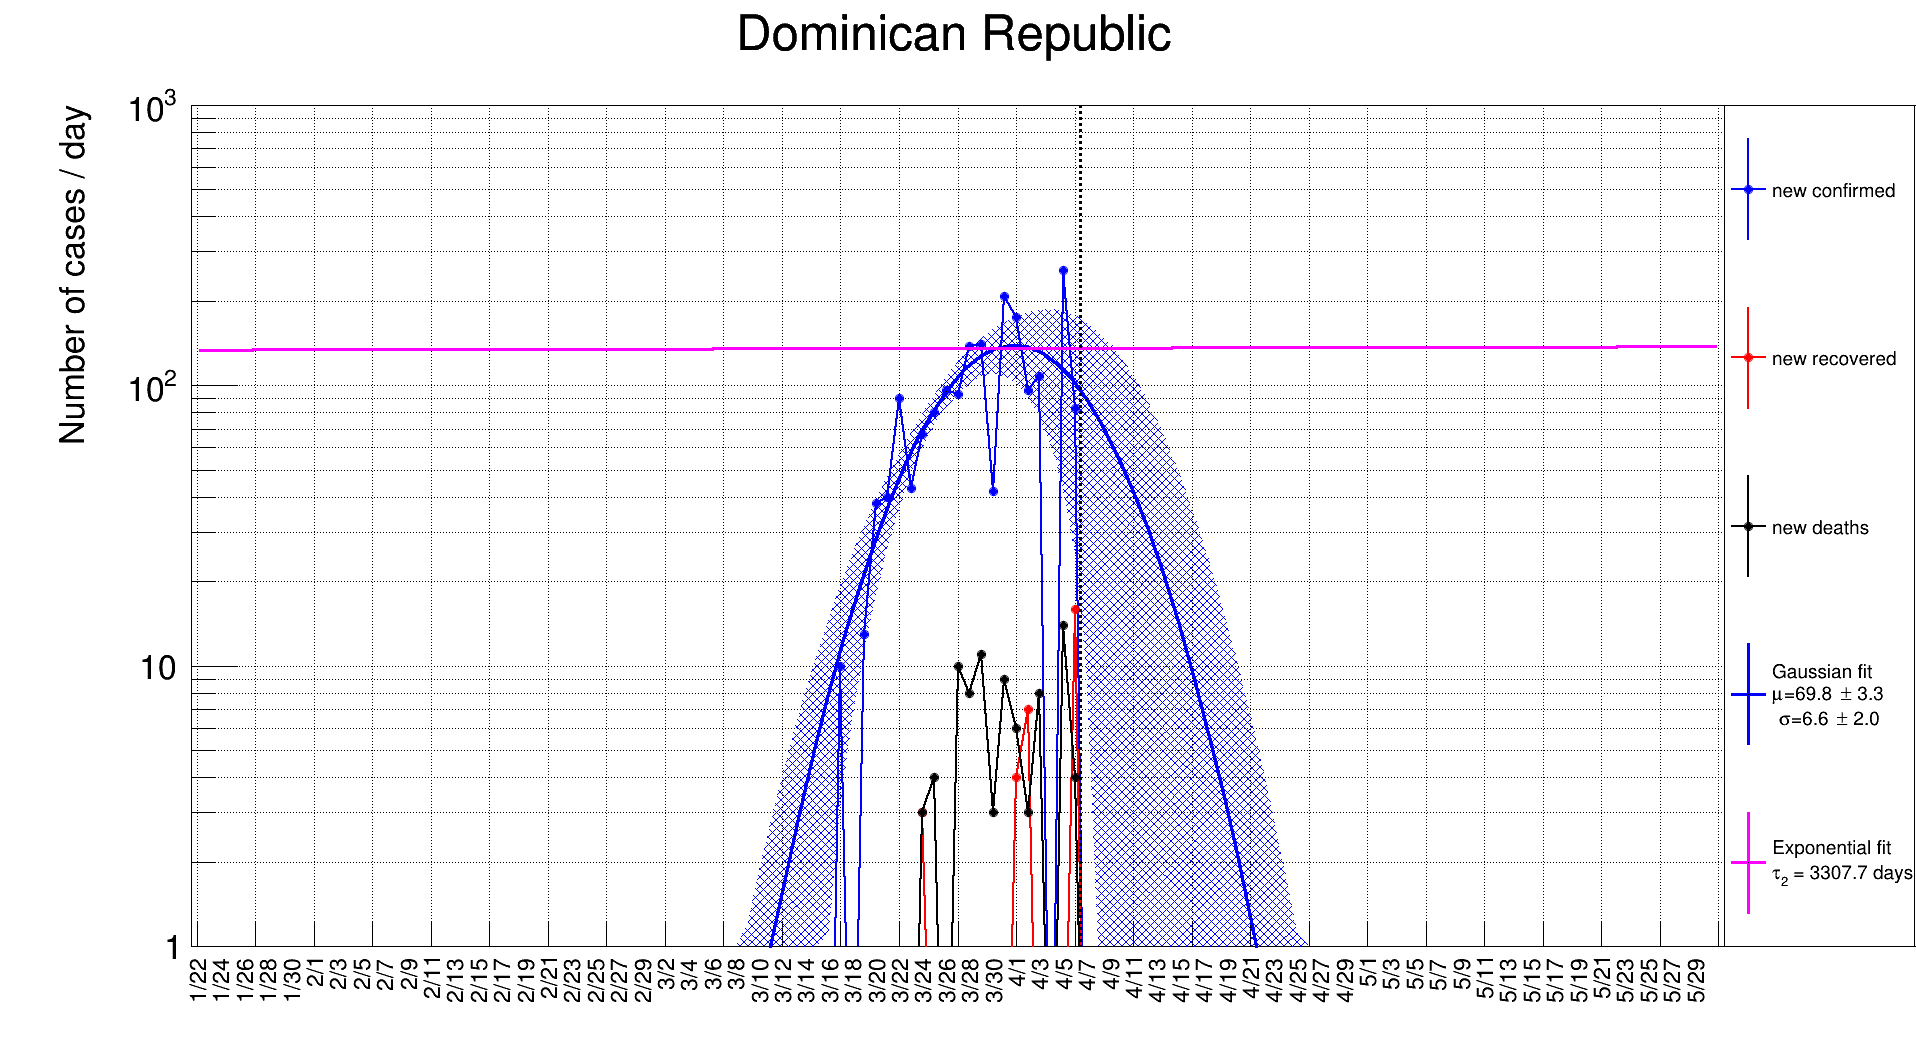 Dominican Republic
Number of cases / day
10³
10²
10
1
1/22 1/24 1/26 1/28 1/30 2/1 2/3 2/5 2/7 2/9 2/11 2/13 2/15 2/17 2/19 2/21 2/23 2/25 2/27 2/29 3/2 3/4 3/6 3/8 3/10 3/12 3/14 3/16 3/18 3/20 3/22 3/24 3/26 3/28 3/30 4/1 4/3 4/5 4/7 4/9 4/11 4/13 4/15 4/17 4/19 4/21 4/23 4/25 4/27 4/29 5/1 5/3 5/5 5/7 5/9 5/11 5/13 5/15 5/17 5/19 5/21 5/23 5/25 5/27 5/29
new confirmed
new recovered
new deaths
Gaussian fit
μ=69.8 ± 3.3
σ=6.6 ± 2.0
Exponential fit
τ₂ = 3307.7 days